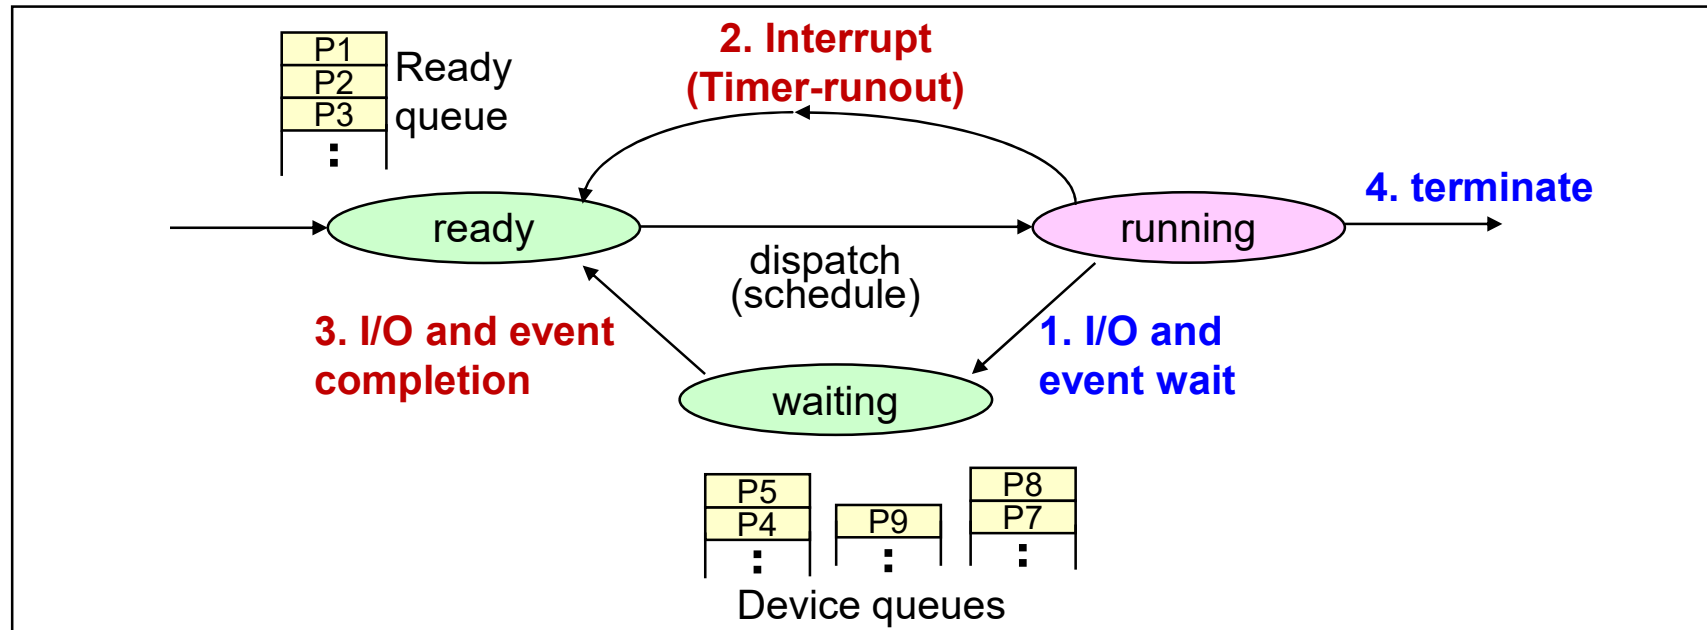 P1
P2
P3
:
Ready
queue
2. Interrupt
(Timer-runout)
4. terminate
ready
running
dispatch
(schedule)
3. I/O and event
completion
1. I/O and
event wait
waiting
P5
P4
:
P9
:
P8
P7
:
Device queues